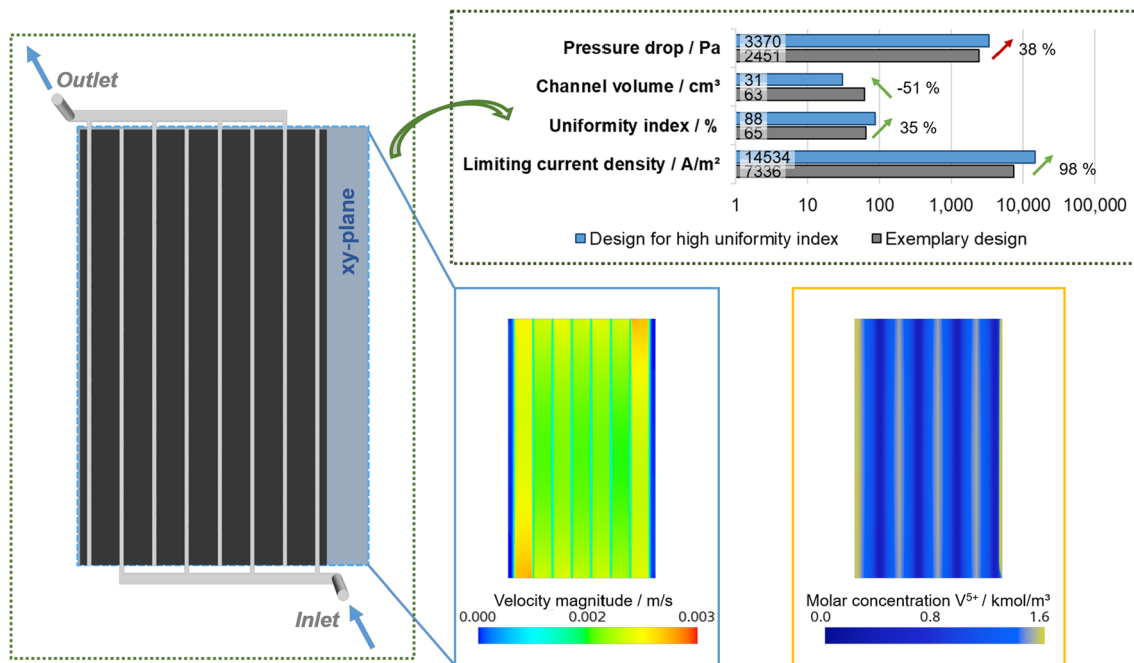 Outlet
xy-plane
Inlet
Pressure drop / Pa
3370
2451
38 %
Channel volume / cm³
31
63
-51 %
Uniformity index / %
88
65
35 %
Limiting current density / A/m²
14534
7336
98 %
1 10 100 1,000 10,000 100,000
Design for high uniformity index Exemplary design
Velocity magnitude / m/s
0.000 0.002 0.003
Molar concentration V⁵⁺ / kmol/m³
0.0 0.8 1.6